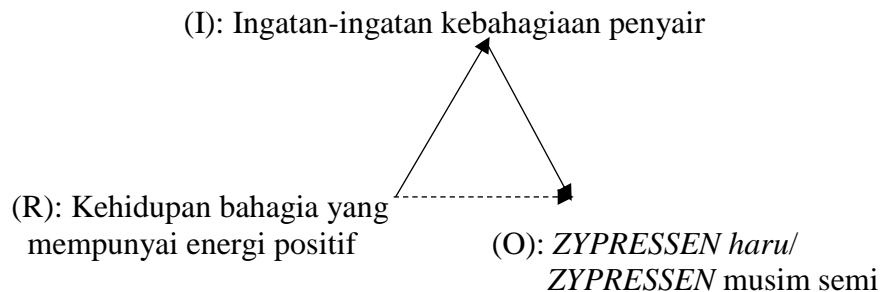 (I): Ingatan-ingatan kebahagiaan penyair
(R): Kehidupan bahagia yang
mempunyai energi positif
(O): ZYPRESSEN haru/
ZYPRESSEN musim semi